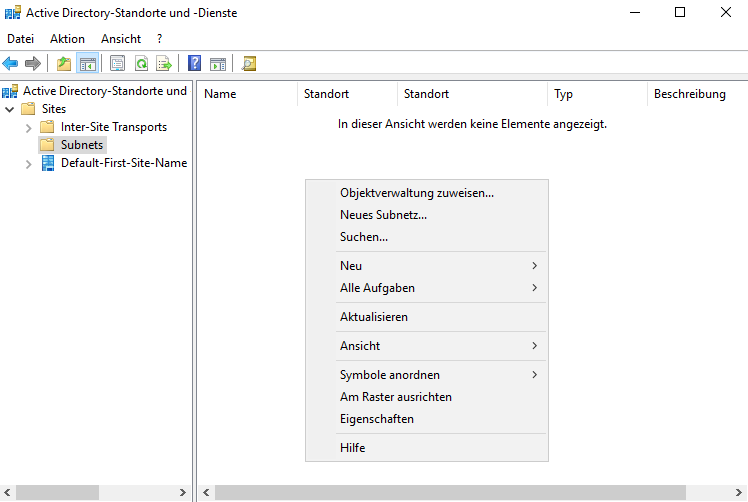 Active Directory-Standorte und -Dienste
Datei Aktion Ansicht ?
Active Directory-Standorte und
Sites
Inter-Site Transports
Subnets
Default-First-Site-Name
Name Standort Standort Typ Beschreibung
In dieser Ansicht werden keine Elemente angezeigt.
Objektverwaltung zuweisen...
Neues Subnetz...
Suchen...
Neu
Alle Aufgaben
Aktualisieren
Ansicht
Symbole anordnen
Am Raster ausrichten
Eigenschaften
Hilfe